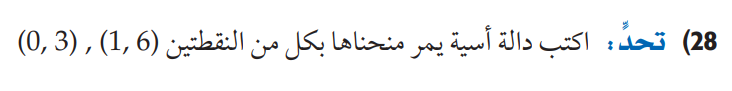 28) تحدٍّ: اكتب دالة أسية يمر منحناها بكل من النقطتين (1, 6) , (0, 3)